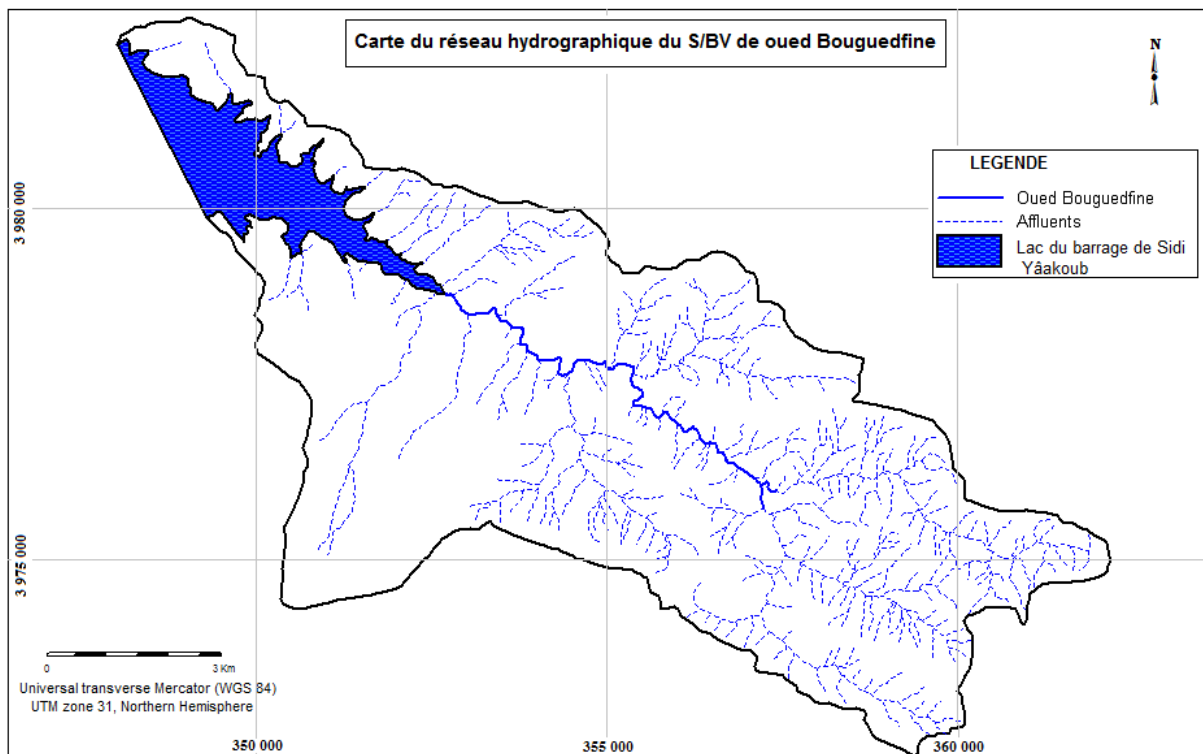 Carte du réseau hydrographique du S/BV de oued Bouguedfine
N
LEGENDE
Oued Bouguedfine
Affluents
Lac du barrage de Sidi
Yâakoub
3 980 000
3 975 000
0 3 Km
Universal transverse Mercator (WGS 84)
UTM zone 31, Northern Hemisphere
350 000 355 000 360 000